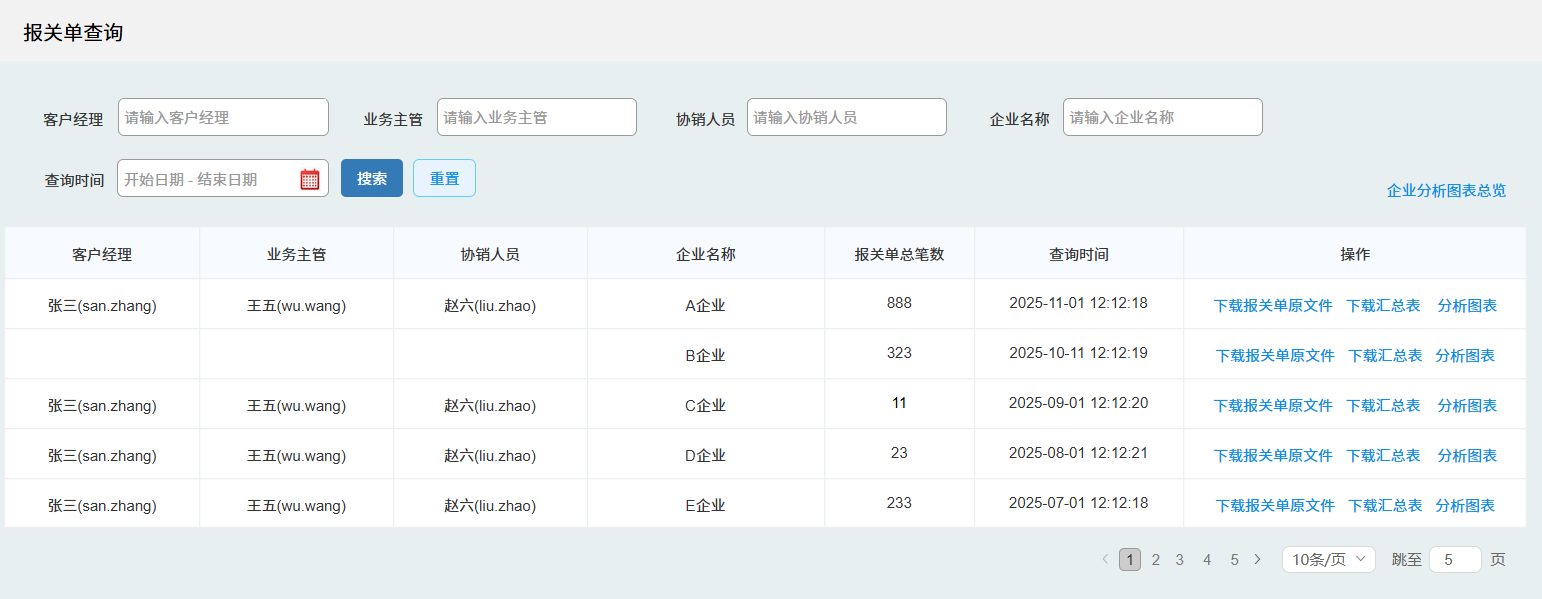 报关单查询
客户经理 请输入客户经理 业务主管 请输入业务主管 协销人员 请输入协销人员 企业名称 请输入企业名称
查询时间 开始日期 - 结束日期 搜索 重置
企业分析图表总览
客户经理 业务主管 协销人员 企业名称 报关单总笔数 查询时间 操作
张三(san.zhang) 王五(wu.wang) 赵六(liu.zhao) A企业 888 2025-11-01 12:12:18 下载报关单原文件 下载汇总表 分析图表
B企业 323 2025-10-11 12:12:19 下载报关单原文件 下载汇总表 分析图表
张三(san.zhang) 王五(wu.wang) 赵六(liu.zhao) C企业 11 2025-09-01 12:12:20 下载报关单原文件 下载汇总表 分析图表
张三(san.zhang) 王五(wu.wang) 赵六(liu.zhao) D企业 23 2025-08-01 12:12:21 下载报关单原文件 下载汇总表 分析图表
张三(san.zhang) 王五(wu.wang) 赵六(liu.zhao) E企业 233 2025-07-01 12:12:18 下载报关单原文件 下载汇总表 分析图表
1 2 3 4 5 10条/页 跳至 5 页